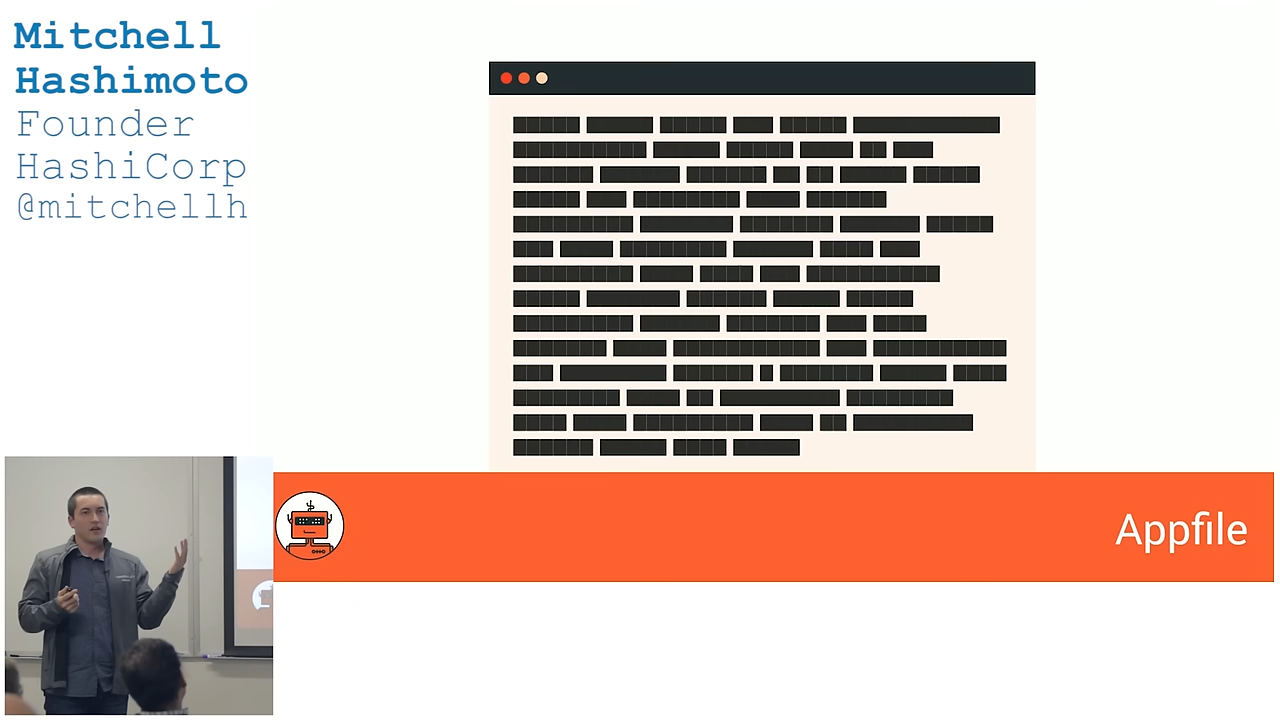 Mitchell
Hashimoto
Founder
HashiCorp
@mitchellh
Appfile